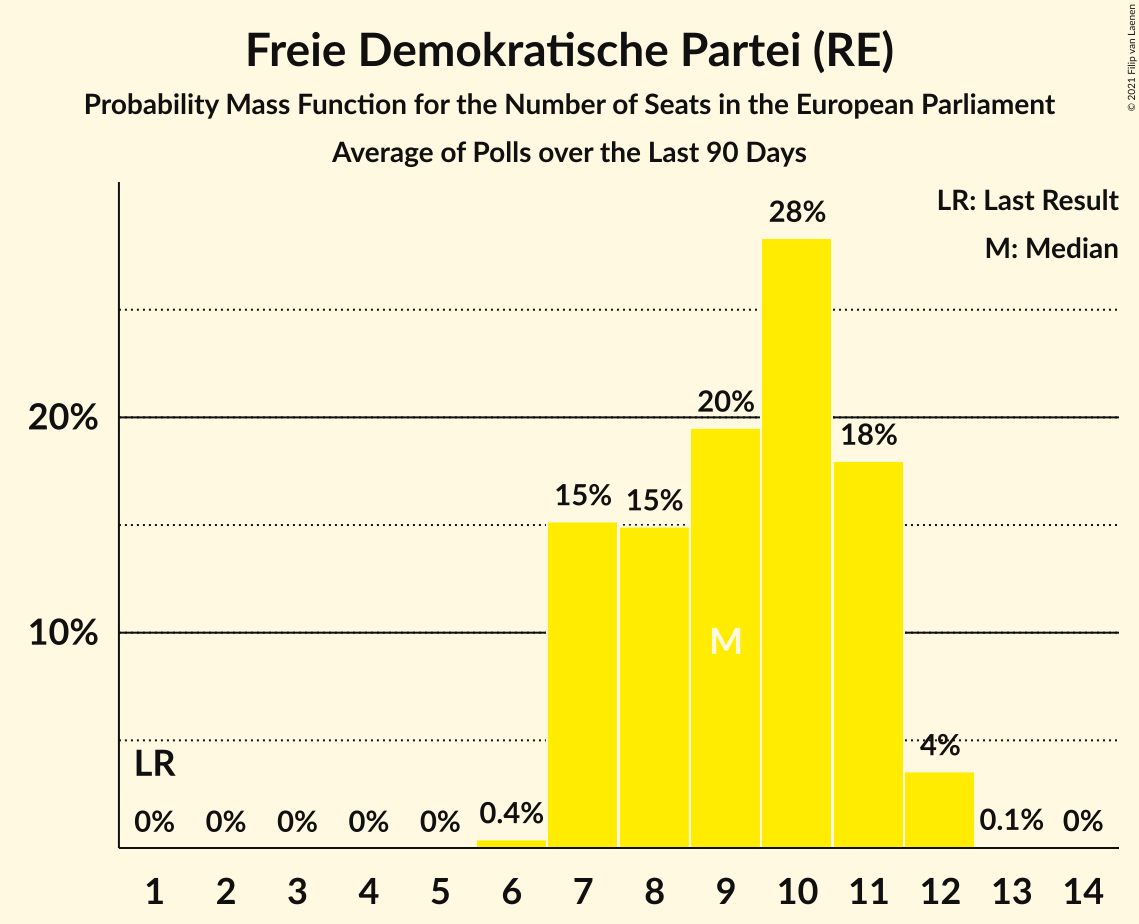 Freie Demokratische Partei (RE)
Probability Mass Function for the Number of Seats in the European Parliament
Average of Polls over the Last 90 Days
© 2021 Filip van Laenen
LR: Last Result
M: Median
28%
20%
20%
18%
15%
15%
10%
M
LR
4%
0%
0%
0%
0%
0%
0.4%
0.1%
0%
1 2 3 4 5 6 7 8 9 10 11 12 13 14